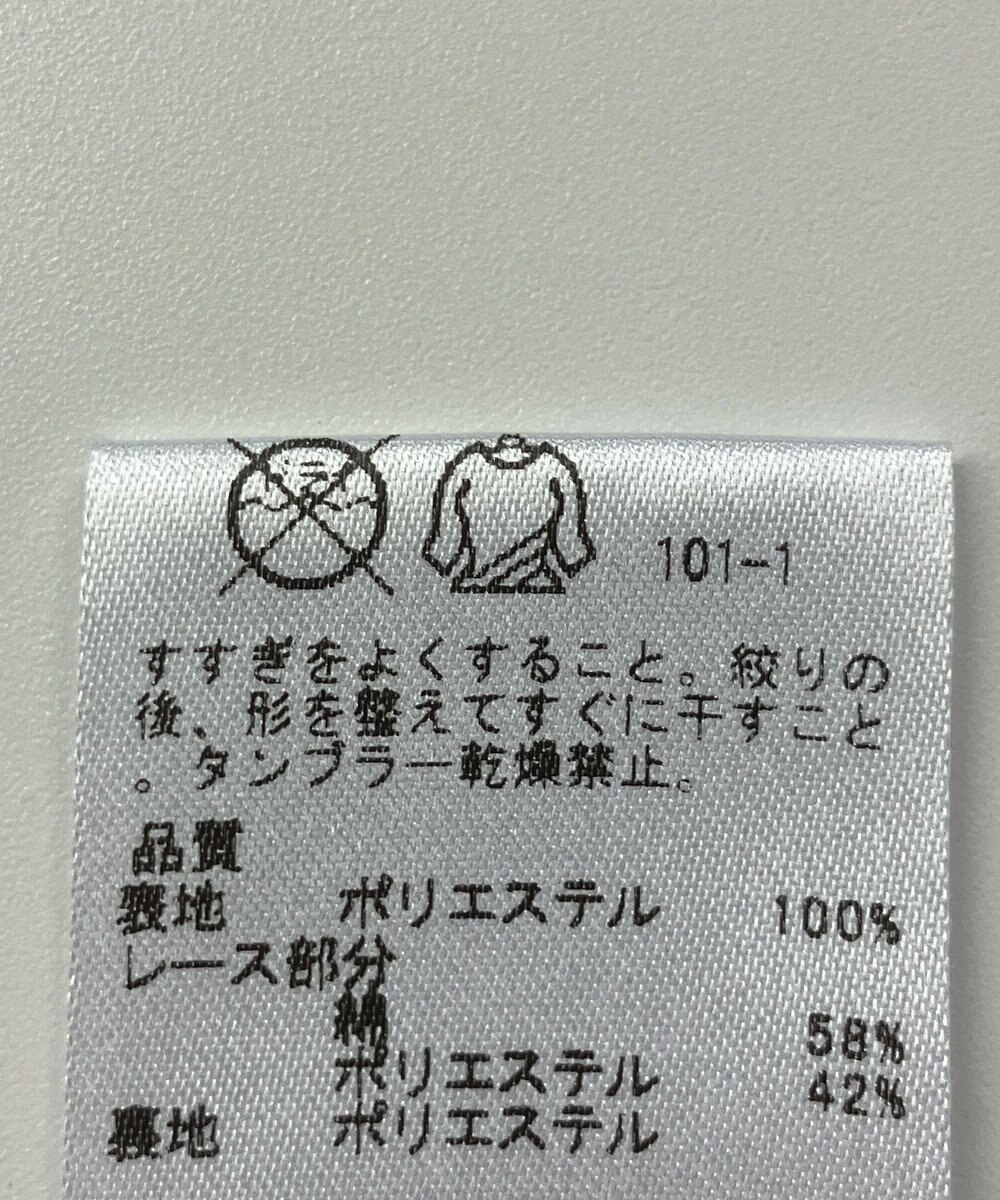 101-1
すすぎをよくすること。絞りの
後、形を整えてすぐに干すこと
。タンブラー乾燥禁止。
品質
表地 ポリエステル 100%
レース部分
綿 58%
ポリエステル 42%
裏地 ポリエステル